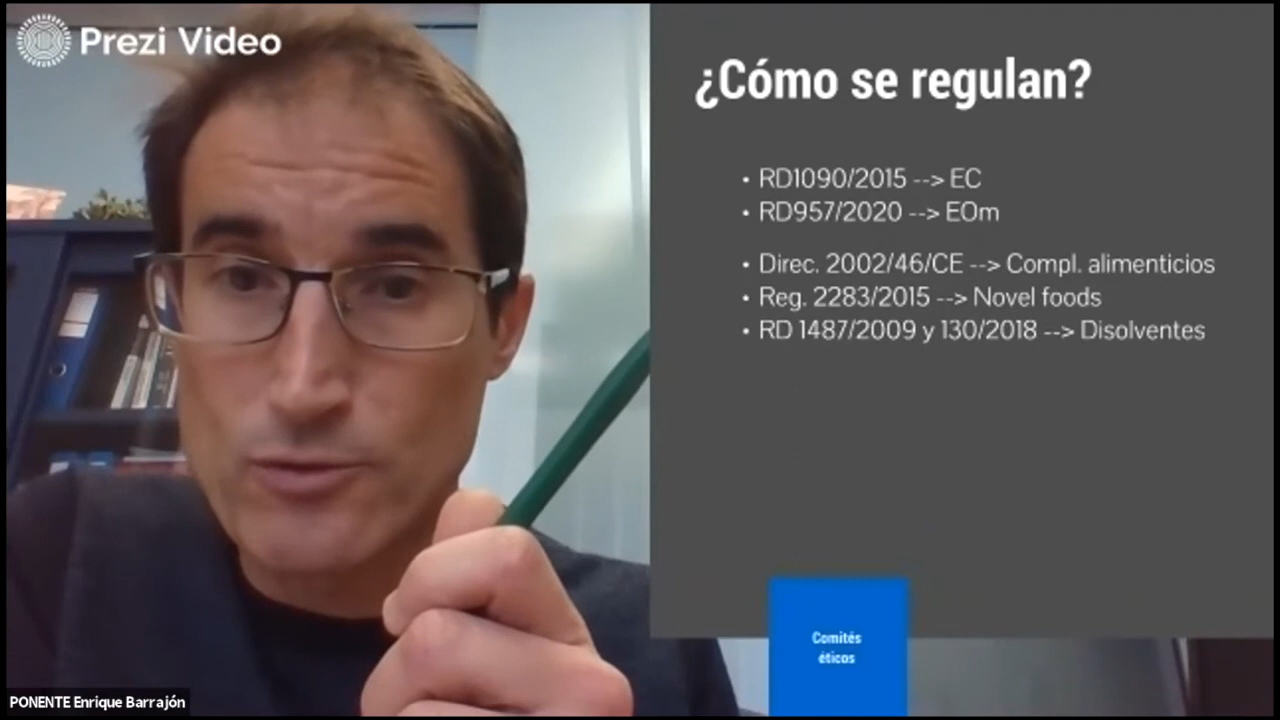 Prezi Video
¿Cómo se regulan?
• RD1090/2015 --> EC
• RD957/2020 --> EOm
• Direc. 2002/46/CE --> Compl. alimenticios
• Reg. 2283/2015 --> Novel foods
• RD 1487/2009 y 130/2018 --> Disolventes
Comités
éticos
PONENTE Enrique Barrajón